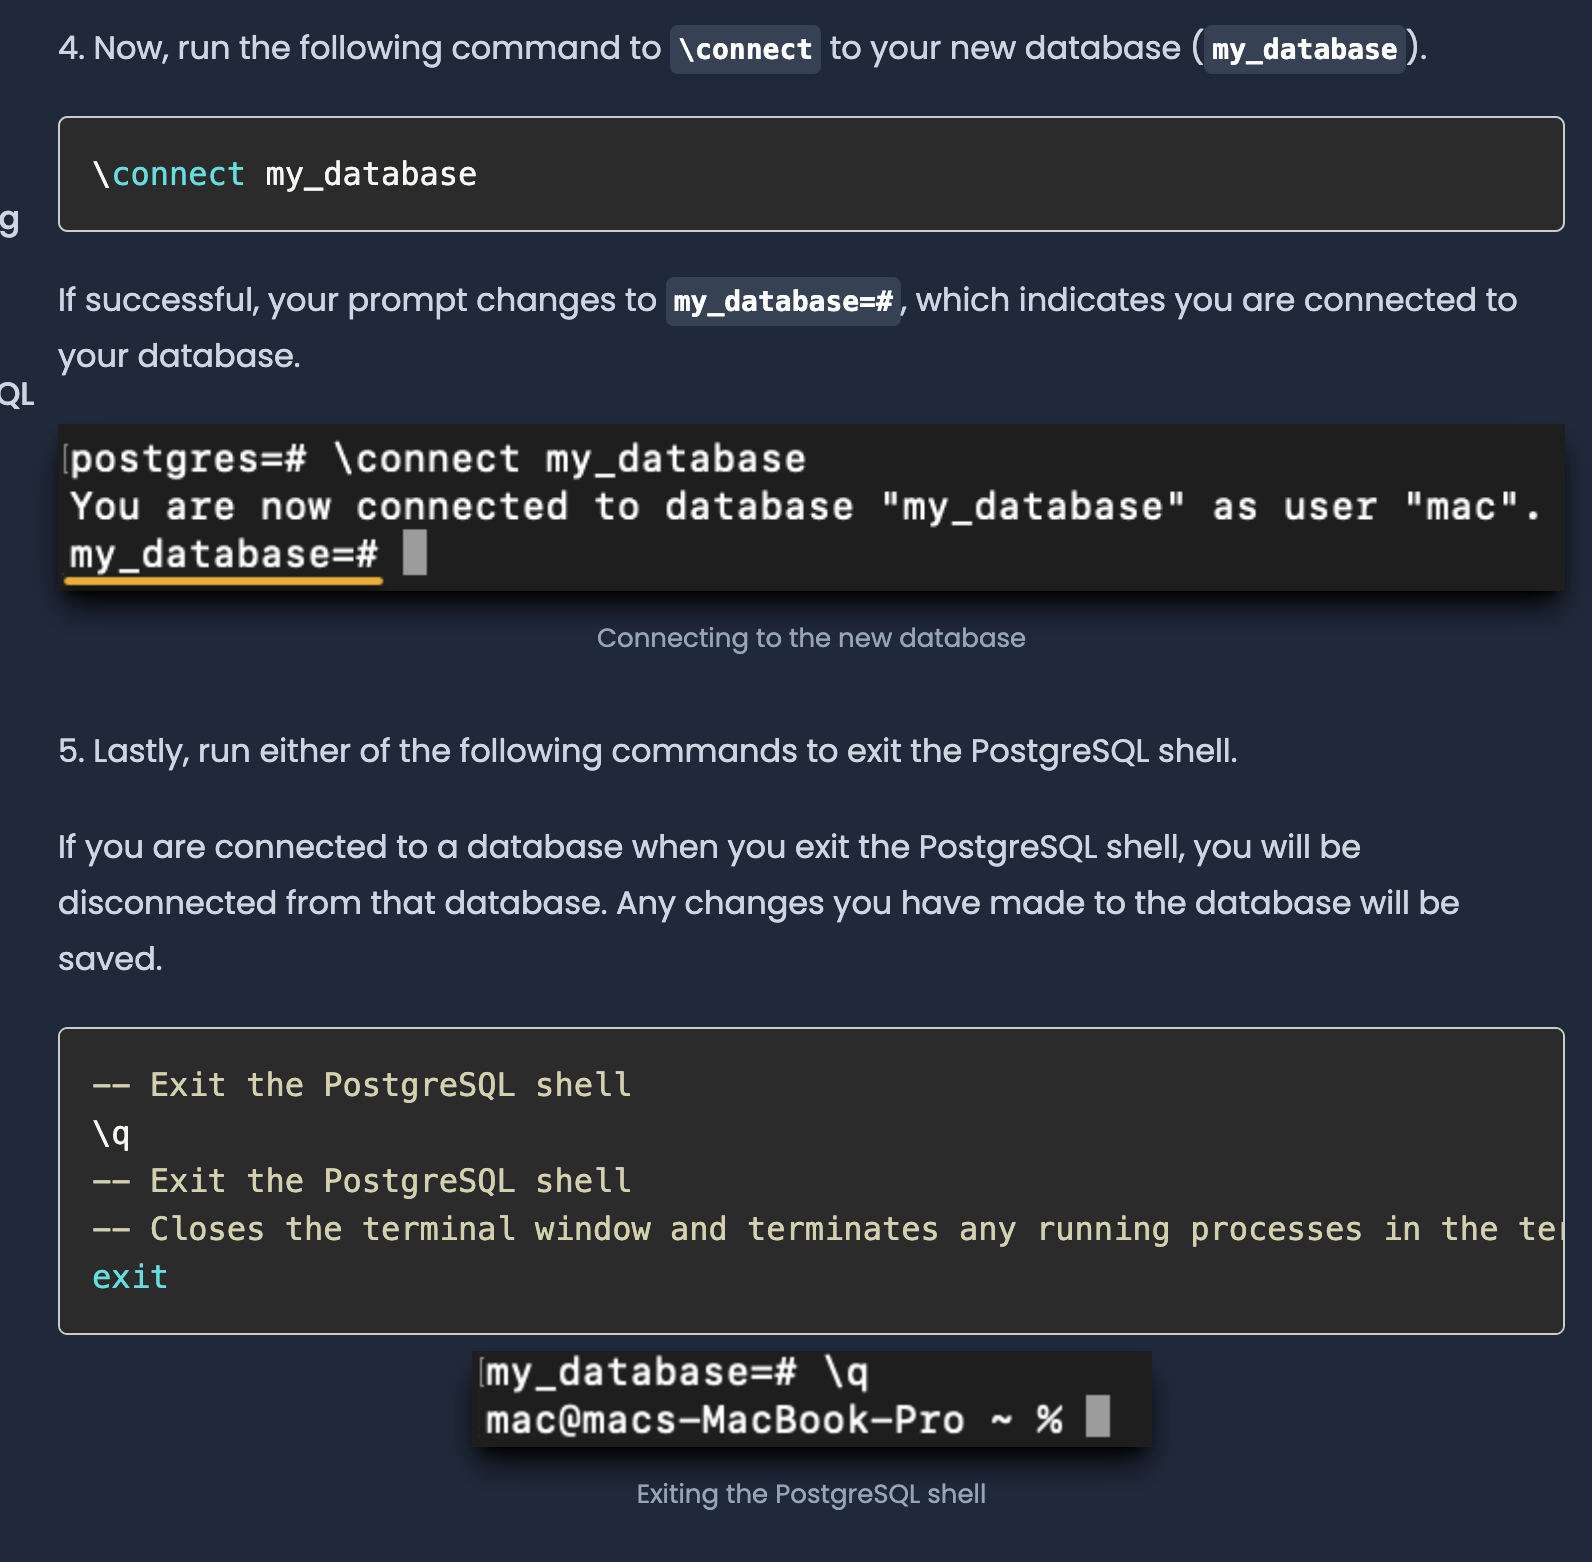 4. Now, run the following command to \connect to your new database (my_database).
\connect my_database
g
If successful, your prompt changes to my_database=#, which indicates you are connected to
your database.
QL
postgres=# \connect my_database
You are now connected to database "my_database" as user "mac".
my_database=#
Connecting to the new database
5. Lastly, run either of the following commands to exit the PostgreSQL shell.
If you are connected to a database when you exit the PostgreSQL shell, you will be
disconnected from that database. Any changes you have made to the database will be
saved.
-- Exit the PostgreSQL shell
\q
-- Exit the PostgreSQL shell
-- Closes the terminal window and terminates any running processes in the ter
exit
my_database=# \q
mac@macs-MacBook-Pro ~ %
Exiting the PostgreSQL shell